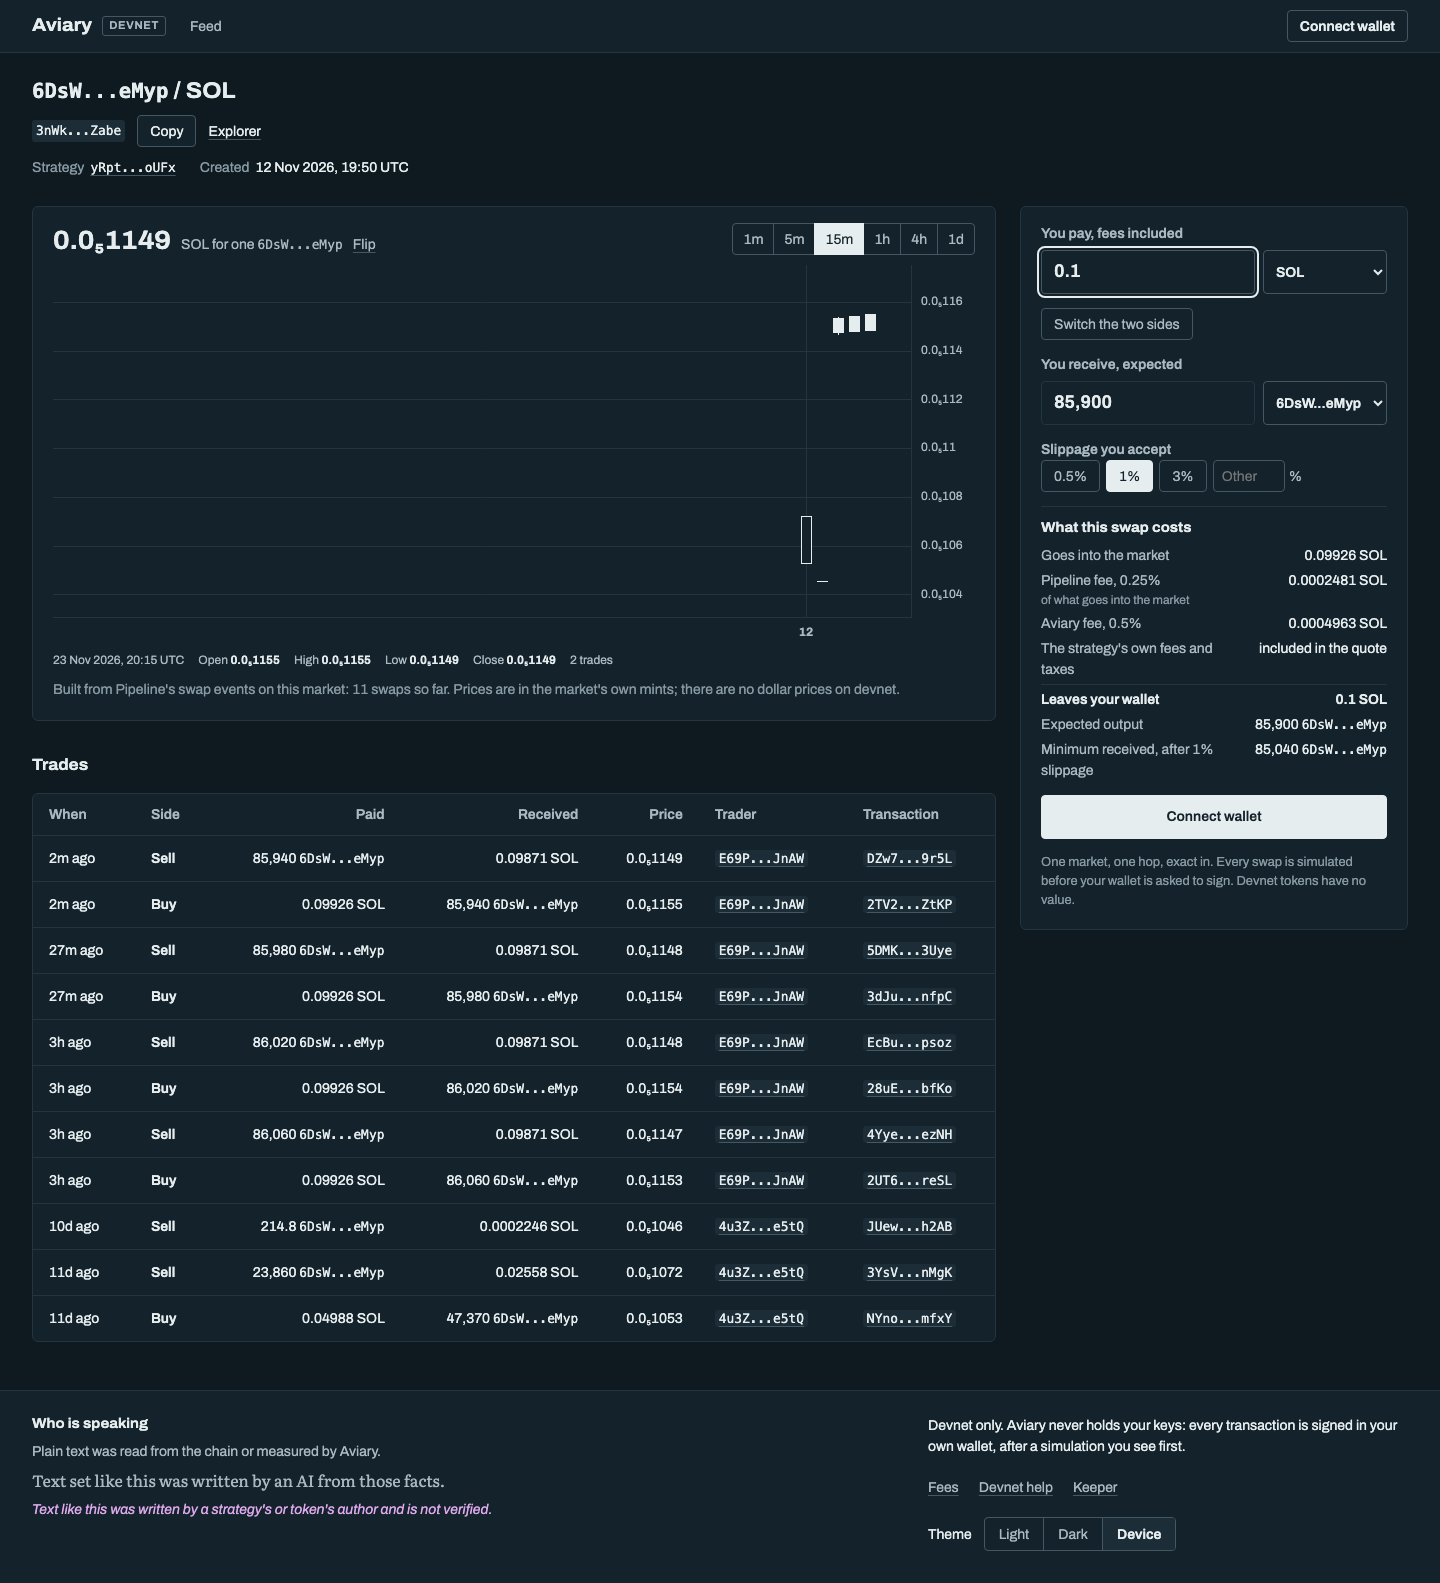 Aviary DEVNET Feed Connect wallet
6DsW...eMyp / SOL
3nWk...Zabe Copy Explorer
Strategy yRpt...oUFx Created 12 Nov 2026, 19:50 UTC
0.0₅1149 SOL for one 6DsW...eMyp Flip
1m 5m 15m 1h 4h 1d
0.0₅116
0.0₅114
0.0₅112
0.0₅11
0.0₅108
0.0₅106
0.0₅104
12
23 Nov 2026, 20:15 UTC Open 0.0₅1155 High 0.0₅1155 Low 0.0₅1149 Close 0.0₅1149 2 trades
Built from Pipeline's swap events on this market: 11 swaps so far. Prices are in the market's own mints; there are no dollar prices on devnet.
You pay, fees included
0.1 SOL
Switch the two sides
You receive, expected
85,900 6DsW...eMyp
Slippage you accept
0.5% 1% 3% Other %
What this swap costs
Goes into the market 0.09926 SOL
Pipeline fee, 0.25% 0.0002481 SOL
of what goes into the market
Aviary fee, 0.5% 0.0004963 SOL
The strategy's own fees and included in the quote
taxes
Leaves your wallet 0.1 SOL
Expected output 85,900 6DsW...eMyp
Minimum received, after 1% 85,040 6DsW...eMyp
slippage
Connect wallet
One market, one hop, exact in. Every swap is simulated
before your wallet is asked to sign. Devnet tokens have no
value.
Trades
When Side Paid Received Price Trader Transaction
2m ago Sell 85,940 6DsW...eMyp 0.09871 SOL 0.0₅1149 E69P...JnAW DZw7...9r5L
2m ago Buy 0.09926 SOL 85,940 6DsW...eMyp 0.0₅1155 E69P...JnAW 2TV2...ZtKP
27m ago Sell 85,980 6DsW...eMyp 0.09871 SOL 0.0₅1148 E69P...JnAW 5DMK...3Uye
27m ago Buy 0.09926 SOL 85,980 6DsW...eMyp 0.0₅1154 E69P...JnAW 3dJu...nfpC
3h ago Sell 86,020 6DsW...eMyp 0.09871 SOL 0.0₅1148 E69P...JnAW EcBu...psoz
3h ago Buy 0.09926 SOL 86,020 6DsW...eMyp 0.0₅1154 E69P...JnAW 28uE...bfKo
3h ago Sell 86,060 6DsW...eMyp 0.09871 SOL 0.0₅1147 E69P...JnAW 4Yye...ezNH
3h ago Buy 0.09926 SOL 86,060 6DsW...eMyp 0.0₅1153 E69P...JnAW 2UT6...reSL
10d ago Sell 214.8 6DsW...eMyp 0.0002246 SOL 0.0₅1046 4u3Z...e5tQ JUew...h2AB
11d ago Sell 23,860 6DsW...eMyp 0.02558 SOL 0.0₅1072 4u3Z...e5tQ 3YsV...nMgK
11d ago Buy 0.04988 SOL 47,370 6DsW...eMyp 0.0₅1053 4u3Z...e5tQ NYno...mfxY
Who is speaking
Plain text was read from the chain or measured by Aviary.
Text set like this was written by an AI from those facts.
Text like this was written by a strategy's or token's author and is not verified.
Devnet only. Aviary never holds your keys: every transaction is signed in your
own wallet, after a simulation you see first.
Fees Devnet help Keeper
Theme Light Dark Device